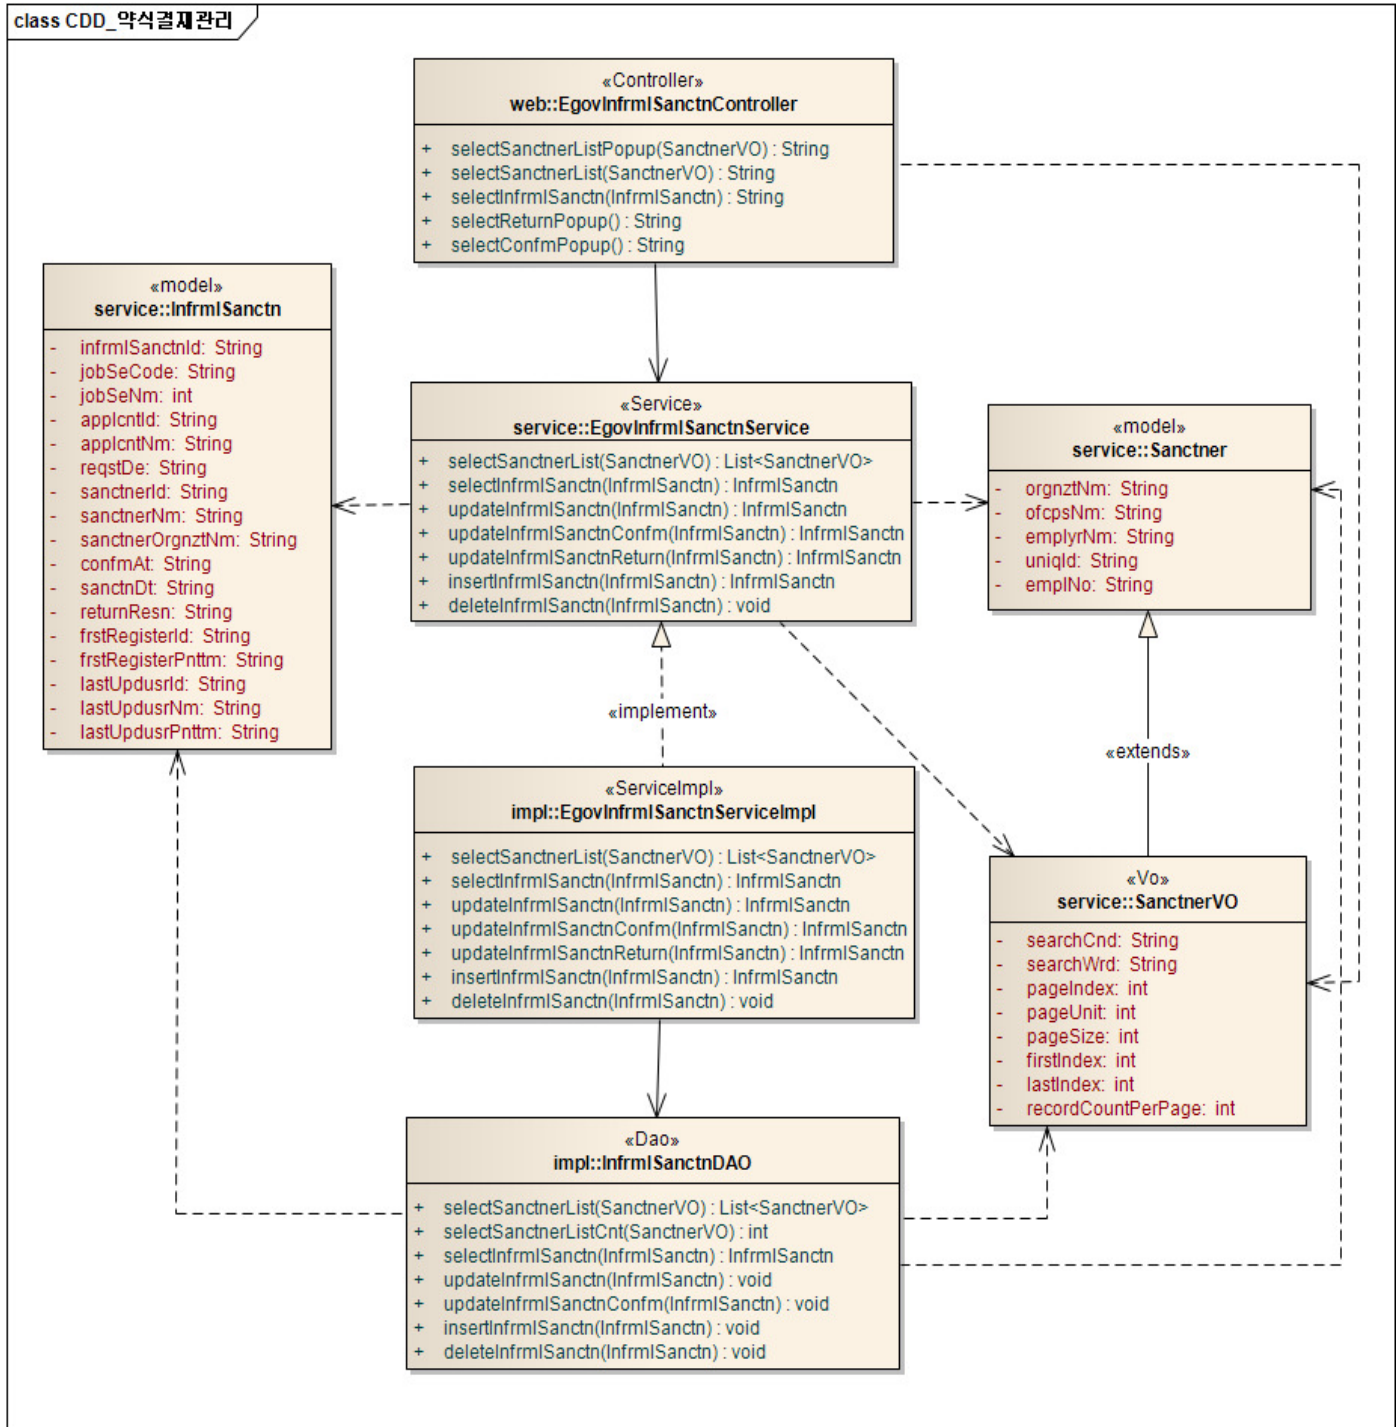 class CDD_약식결재관리
«Controller»
web::EgovInfrmlSanctnController
+ selectSanctnerListPopup(SanctnerVO) : String
+ selectSanctnerList(SanctnerVO) : String
+ selectInfrmlSanctn(InfrmlSanctn) : String
+ selectReturnPopup() : String
+ selectConfmPopup() : String
«model»
service::InfrmlSanctn
- infrmlSanctnId: String
- jobSeCode: String
- jobSeNm: int
- applcntId: String
- applcntNm: String
- reqstDe: String
- sanctnerId: String
- sanctnerNm: String
- sanctnerOrgnztNm: String
- confmAt: String
- sanctnDt: String
- returnResn: String
- frstRegisterId: String
- frstRegisterPnttm: String
- lastUpdusrId: String
- lastUpdusrNm: String
- lastUpdusrPnttm: String
«Service»
service::EgovInfrmlSanctnService
+ selectSanctnerList(SanctnerVO) : List<SanctnerVO>
+ selectInfrmlSanctn(InfrmlSanctn) : InfrmlSanctn
+ updateInfrmlSanctn(InfrmlSanctn) : InfrmlSanctn
+ updateInfrmlSanctnConfm(InfrmlSanctn) : InfrmlSanctn
+ updateInfrmlSanctnReturn(InfrmlSanctn) : InfrmlSanctn
+ insertInfrmlSanctn(InfrmlSanctn) : InfrmlSanctn
+ deleteInfrmlSanctn(InfrmlSanctn) : void
«model»
service::Sanctner
- orgnztNm: String
- ofcpsNm: String
- emplyrNm: String
- uniqId: String
- emplNo: String
«implement»
«extends»
«ServiceImpl»
impl::EgovInfrmlSanctnServiceImpl
+ selectSanctnerList(SanctnerVO) : List<SanctnerVO>
+ selectInfrmlSanctn(InfrmlSanctn) : InfrmlSanctn
+ updateInfrmlSanctn(InfrmlSanctn) : InfrmlSanctn
+ updateInfrmlSanctnConfm(InfrmlSanctn) : InfrmlSanctn
+ updateInfrmlSanctnReturn(InfrmlSanctn) : InfrmlSanctn
+ insertInfrmlSanctn(InfrmlSanctn) : InfrmlSanctn
+ deleteInfrmlSanctn(InfrmlSanctn) : void
«Vo»
service::SanctnerVO
- searchCnd: String
- searchWrd: String
- pageIndex: int
- pageUnit: int
- pageSize: int
- firstIndex: int
- lastIndex: int
- recordCountPerPage: int
«Dao»
impl::InfrmlSanctnDAO
+ selectSanctnerList(SanctnerVO) : List<SanctnerVO>
+ selectSanctnerListCnt(SanctnerVO) : int
+ selectInfrmlSanctn(InfrmlSanctn) : InfrmlSanctn
+ updateInfrmlSanctn(InfrmlSanctn) : void
+ updateInfrmlSanctnConfm(InfrmlSanctn) : void
+ insertInfrmlSanctn(InfrmlSanctn) : void
+ deleteInfrmlSanctn(InfrmlSanctn) : void